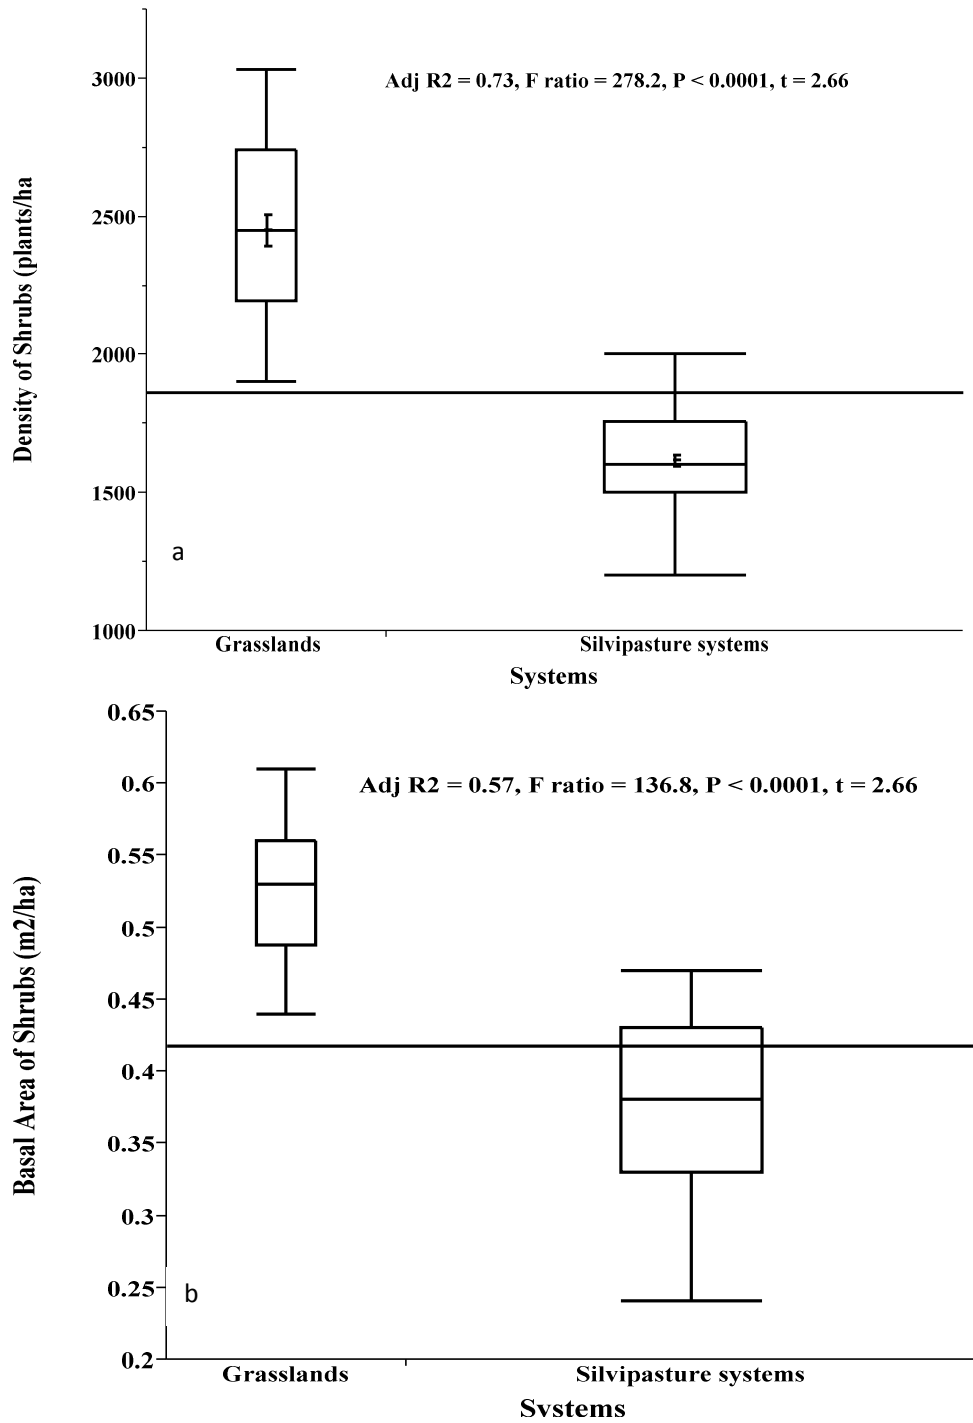 3000
Adj R2 = 0.73, F ratio = 278.2, P < 0.0001, t = 2.66
2500
Density of Shrubs (plants/ha
2000
1500
a
1000
Grasslands
Silvipasture systems
Systems
0.65
0.6
Adj R2 = 0.57, F ratio = 136.8, P < 0.0001, t = 2.66
0.55
0.5
0.45
Basal Area of Shrubs (m2/ha)
0.4
0.35
0.3
0.25
b
0.2
Grasslands
Silvipasture systems
Systems